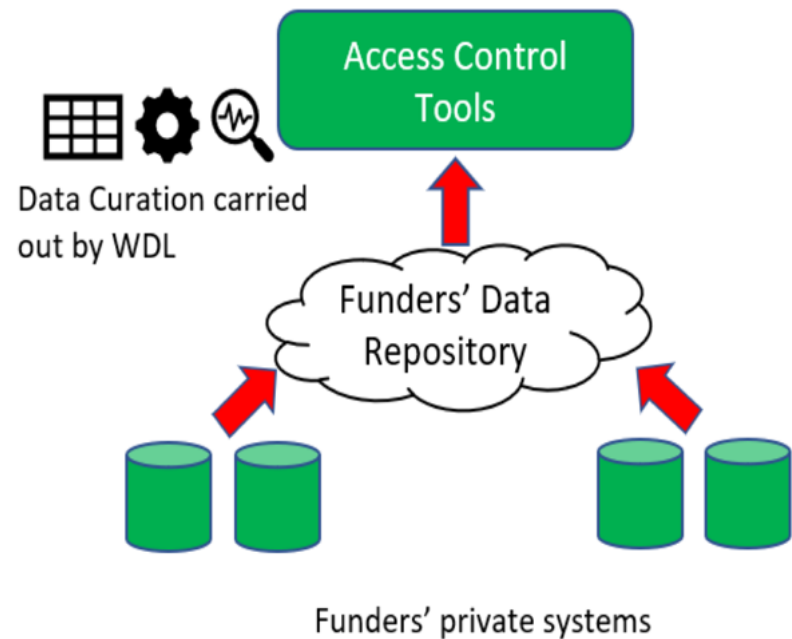 Access Control
Tools
Data Curation carried
out by WDL
Funders’ Data
Repository
Funders’ private systems